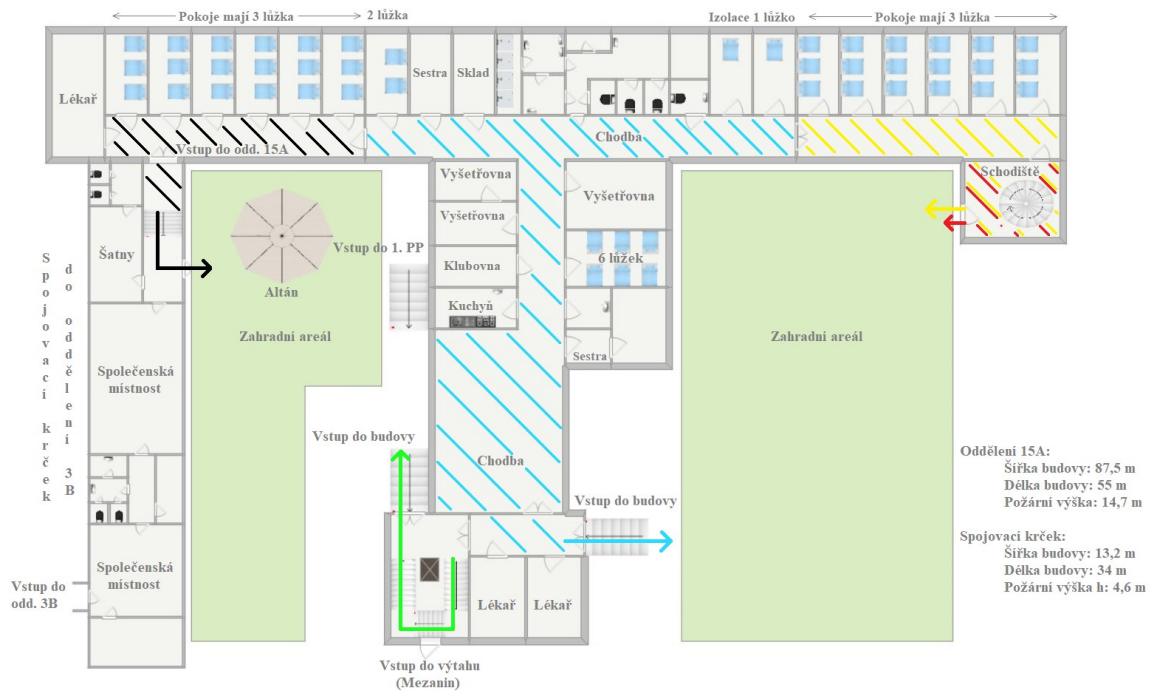 Pokoje mají 3 lůžka
2 lůžka
Izolace 1 lůžko
Pokoje mají 3 lůžka
Lékař
Sestra
Sklad
Vstup do odd. 15A
Chodba
Schodiště
Vyšetřovna
Vyšetřovna
Vyšetřovna
Šatny
Vstup do 1. PP
Klubovna
6 lůžek
Altán
Kuchyň
Zahradní areál
Zahradní areál
Sestra
Spojovací krček
do oddělení 3B
Společenská
místnost
Vstup do budovy
Chodba
Vstup do budovy
Oddělení 15A:
Šířka budovy: 87,5 m
Délka budovy: 55 m
Požární výška: 14,7 m
Spojovací krček:
Šířka budovy: 13,2 m
Délka budovy: 34 m
Požární výška h: 4,6 m
Společenská
místnost
Vstup do
odd. 3B
Lékař
Lékař
Vstup do výtahu
(Mezanin)